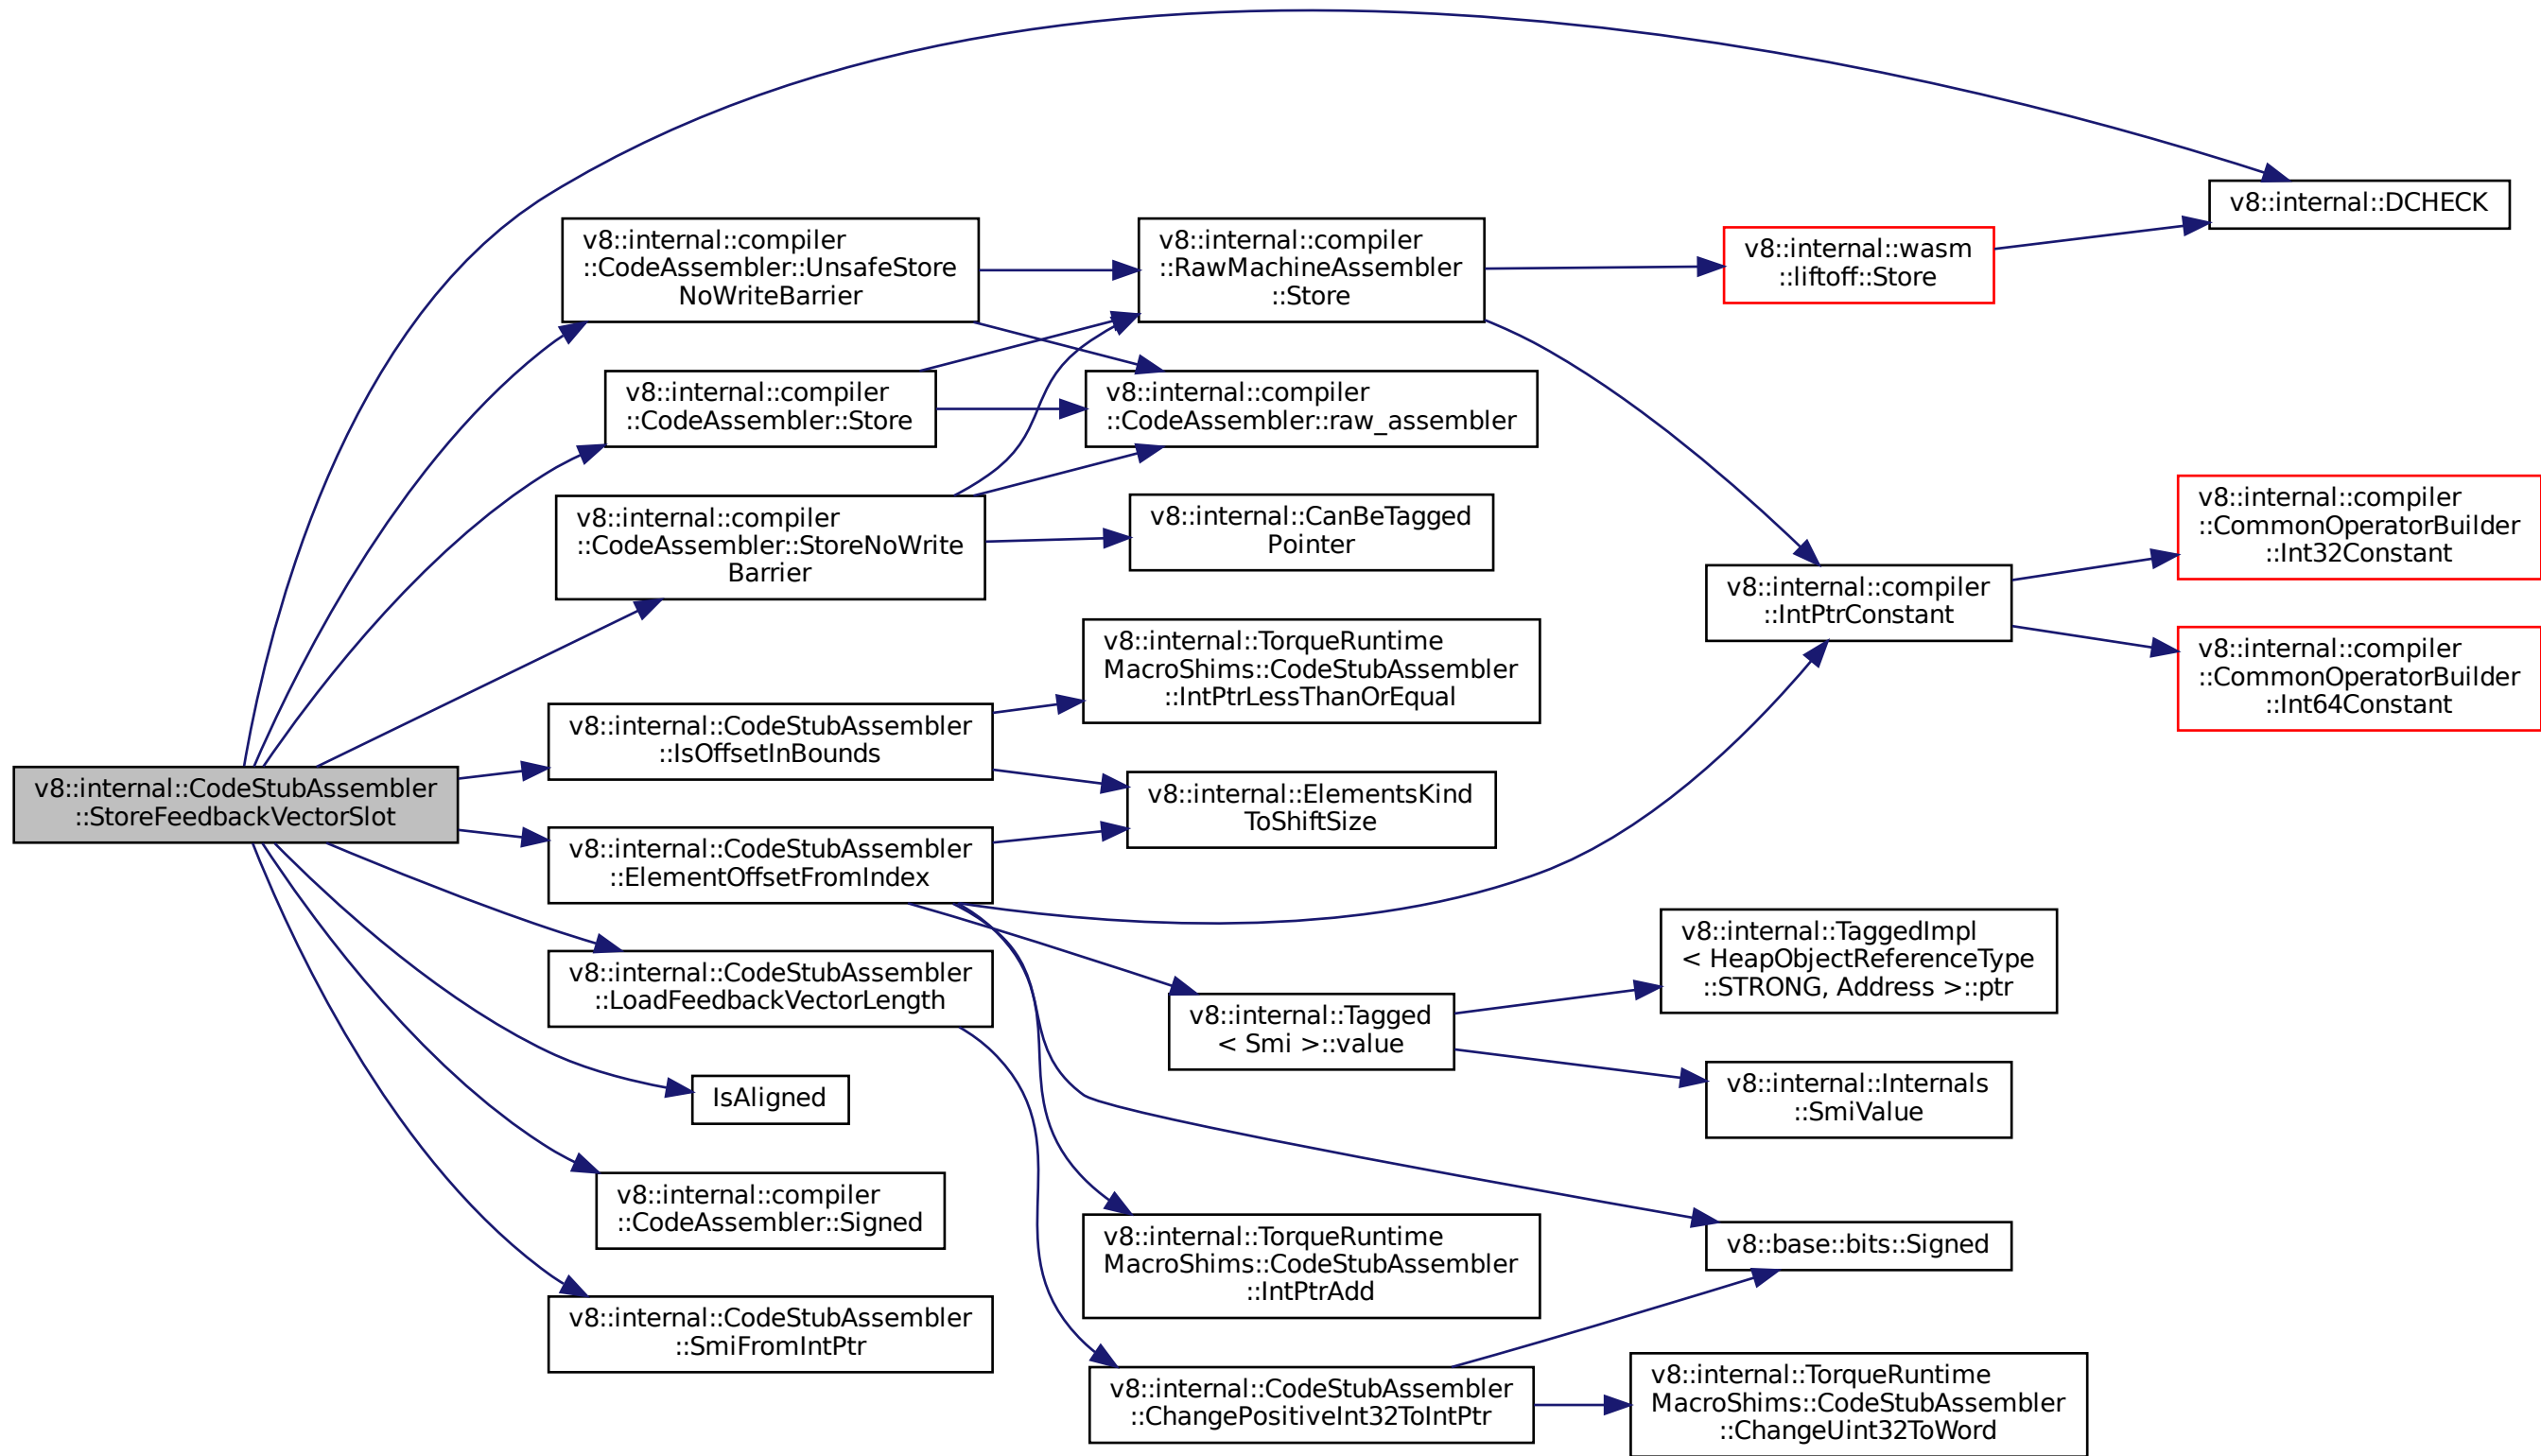 v8::internal::DCHECK
v8::internal::compiler
::CodeAssembler::UnsafeStore
NoWriteBarrier
v8::internal::compiler
::RawMachineAssembler
::Store
v8::internal::wasm
::liftoff::Store
v8::internal::compiler
::CodeAssembler::Store
v8::internal::compiler
::CodeAssembler::raw_assembler
v8::internal::compiler
::CodeAssembler::StoreNoWrite
Barrier
v8::internal::CanBeTagged
Pointer
v8::internal::compiler
::CommonOperatorBuilder
::Int32Constant
v8::internal::compiler
::IntPtrConstant
v8::internal::compiler
::CommonOperatorBuilder
::Int64Constant
v8::internal::TorqueRuntime
MacroShims::CodeStubAssembler
::IntPtrLessThanOrEqual
v8::internal::CodeStubAssembler
::IsOffsetInBounds
v8::internal::CodeStubAssembler
::StoreFeedbackVectorSlot
v8::internal::ElementsKind
ToShiftSize
v8::internal::CodeStubAssembler
::ElementOffsetFromIndex
v8::internal::TaggedImpl
< HeapObjectReferenceType
::STRONG, Address >::ptr
v8::internal::CodeStubAssembler
::LoadFeedbackVectorLength
v8::internal::Tagged
< Smi >::value
IsAligned
v8::internal::Internals
::SmiValue
v8::internal::compiler
::CodeAssembler::Signed
v8::internal::TorqueRuntime
MacroShims::CodeStubAssembler
::IntPtrAdd
v8::base::bits::Signed
v8::internal::CodeStubAssembler
::SmiFromIntPtr
v8::internal::CodeStubAssembler
::ChangePositiveInt32ToIntPtr
v8::internal::TorqueRuntime
MacroShims::CodeStubAssembler
::ChangeUint32ToWord